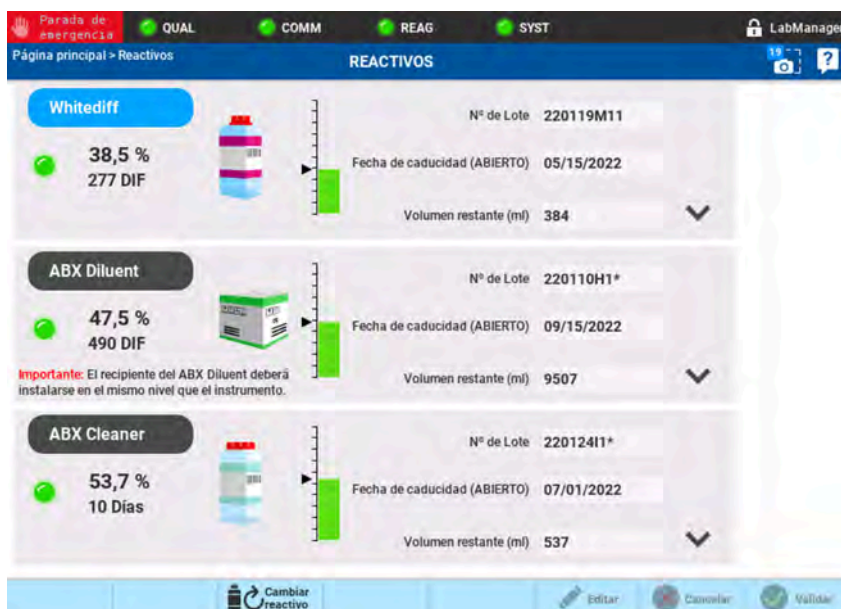 Parada de
emergencia
QUAL
COMM
REAG
SYST
LabManager
Página principal > Reactivos
REACTIVOS
19
?
Whitediff
38,5 %
277 DIF
Nº de Lote 220119M11
Fecha de caducidad (ABIERTO) 05/15/2022
Volumen restante (ml) 384
ABX Diluent
47,5 %
490 DIF
Importante: El recipiente del ABX Diluent deberá
instalarse en el mismo nivel que el instrumento.
Nº de Lote 220110H1*
Fecha de caducidad (ABIERTO) 09/15/2022
Volumen restante (ml) 9507
ABX Cleaner
53,7 %
10 Días
Nº de Lote 220124I1*
Fecha de caducidad (ABIERTO) 07/01/2022
Volumen restante (ml) 537
Cambiar
reactivo
Editar
Cancelar
Validar